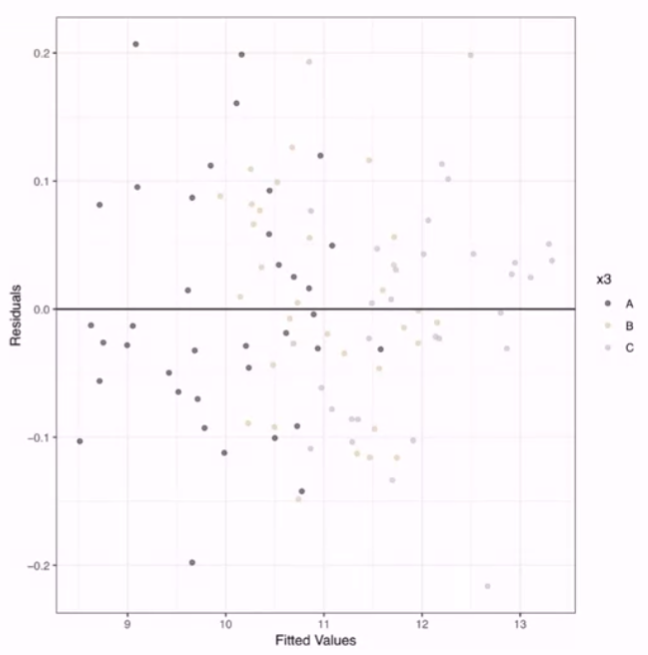 0.2
0.1
0.0
−0.1
−0.2
Residuals
9 10 11 12 13
Fitted Values
x3
A
B
C